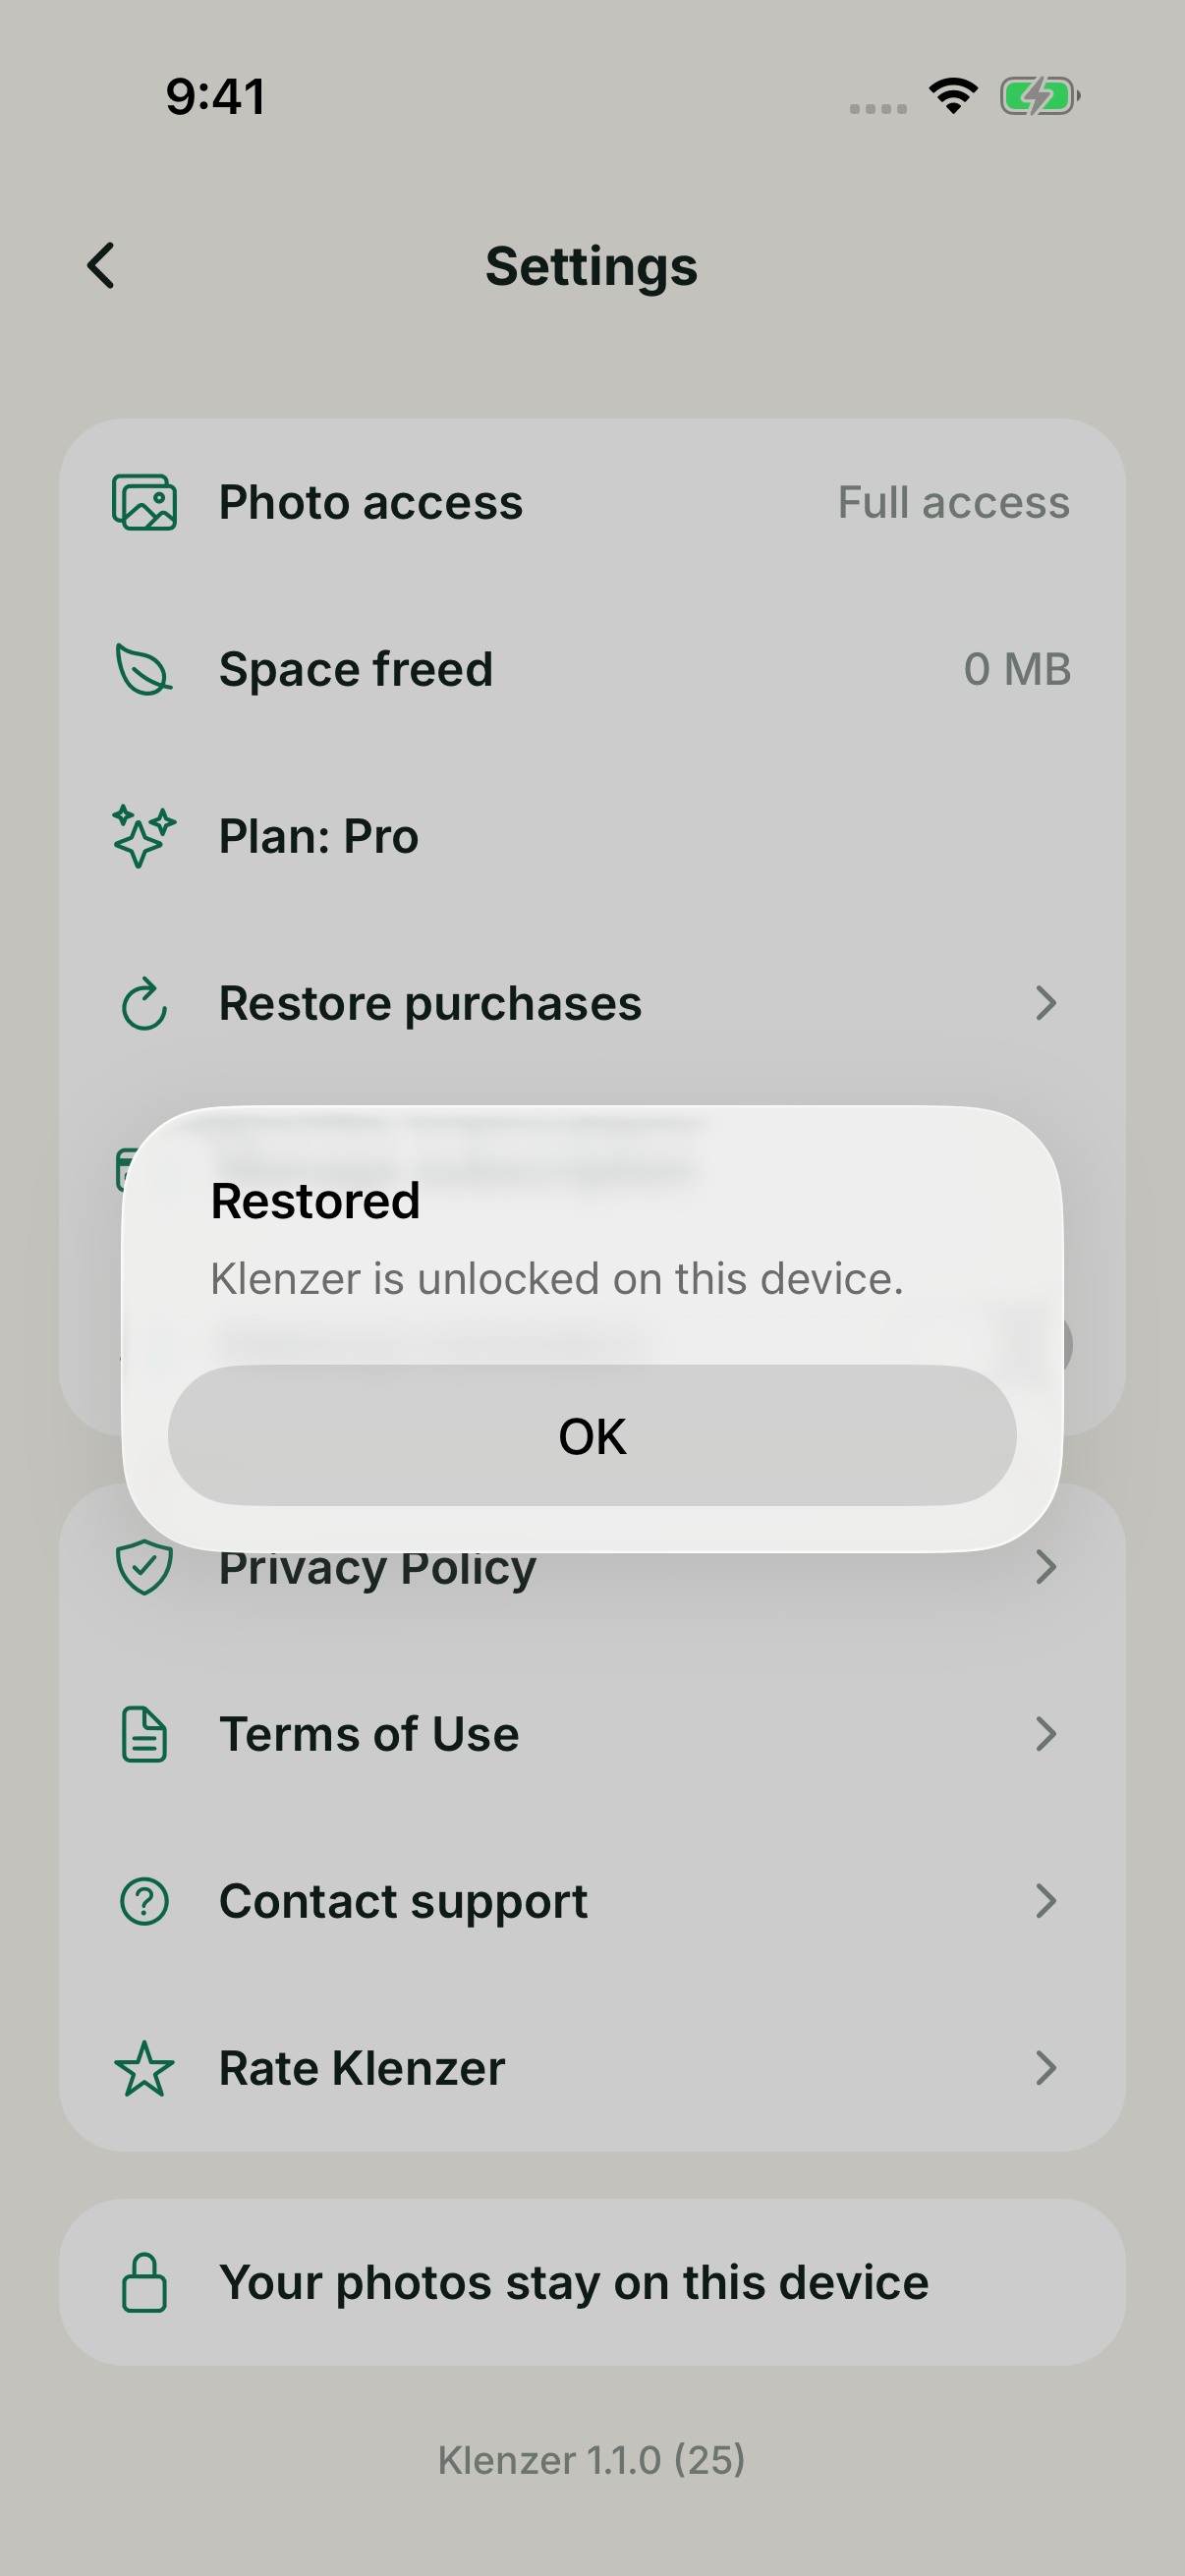 9:41
Settings
Photo access Full access
Space freed 0 MB
Plan: Pro
Restore purchases
Restored
Klenzer is unlocked on this device.
OK
Privacy Policy
Terms of Use
Contact support
Rate Klenzer
Your photos stay on this device
Klenzer 1.1.0 (25)